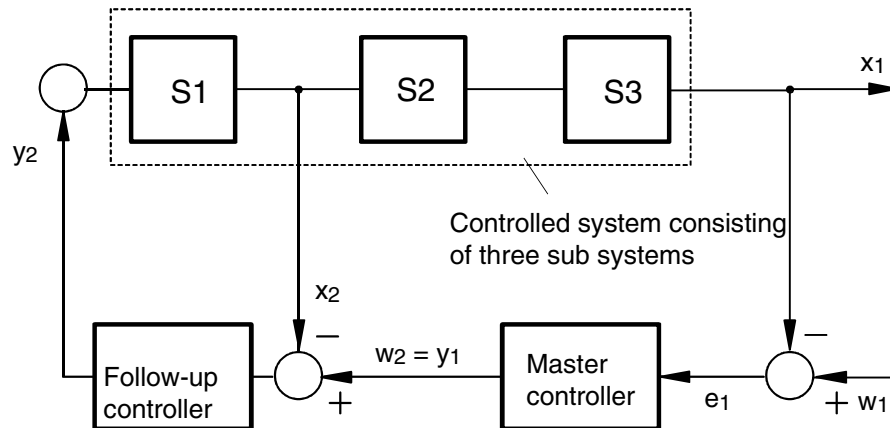 S1
S2
S3
x1
y2
Controlled system consisting
of three sub systems
x2
−
−
Follow-up
controller
w2 = y1
+
Master
controller
e1
+
w1